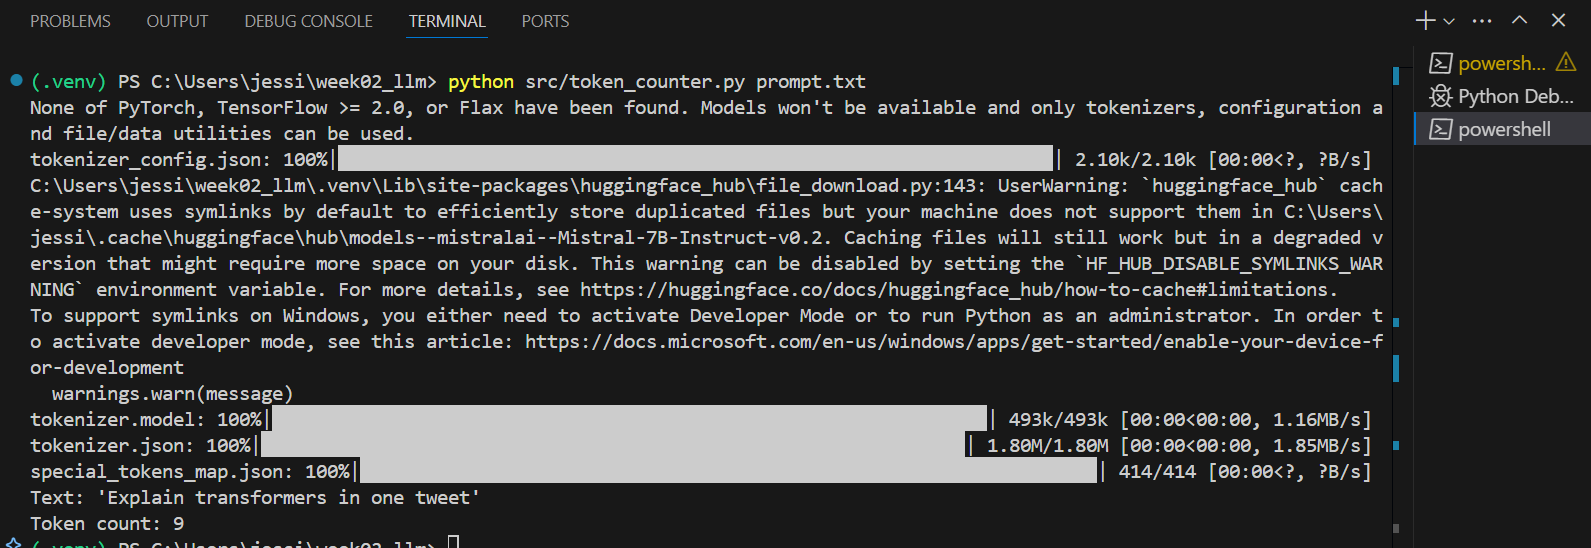 PROBLEMS OUTPUT DEBUG CONSOLE TERMINAL PORTS
(.venv) PS C:\Users\jessi\week02_llm> python src/token_counter.py prompt.txt
None of PyTorch, TensorFlow >= 2.0, or Flax have been found. Models won't be available and only tokenizers, configuration a
nd file/data utilities can be used.
tokenizer_config.json: 100%| | 2.10k/2.10k [00:00<?, ?B/s]
C:\Users\jessi\week02_llm\.venv\Lib\site-packages\huggingface_hub\file_download.py:143: UserWarning: `huggingface_hub` cach
e-system uses symlinks by default to efficiently store duplicated files but your machine does not support them in C:\Users\
jessi\.cache\huggingface\hub\models--mistralai--Mistral-7B-Instruct-v0.2. Caching files will still work but in a degraded v
ersion that might require more space on your disk. This warning can be disabled by setting the `HF_HUB_DISABLE_SYMLINKS_WAR
NING` environment variable. For more details, see https://huggingface.co/docs/huggingface_hub/how-to-cache#limitations.
To support symlinks on Windows, you either need to activate Developer Mode or to run Python as an administrator. In order t
o activate developer mode, see this article: https://docs.microsoft.com/en-us/windows/apps/get-started/enable-your-device-f
or-development
  warnings.warn(message)
tokenizer.model: 100%| | 493k/493k [00:00<00:00, 1.16MB/s]
tokenizer.json: 100%| | 1.80M/1.80M [00:00<00:00, 1.85MB/s]
special_tokens_map.json: 100%| | 414/414 [00:00<?, ?B/s]
Text: 'Explain transformers in one tweet'
Token count: 9
(.venv) PS C:\Users\jessi\week02_llm>
powersh...
Python Deb...
powershell